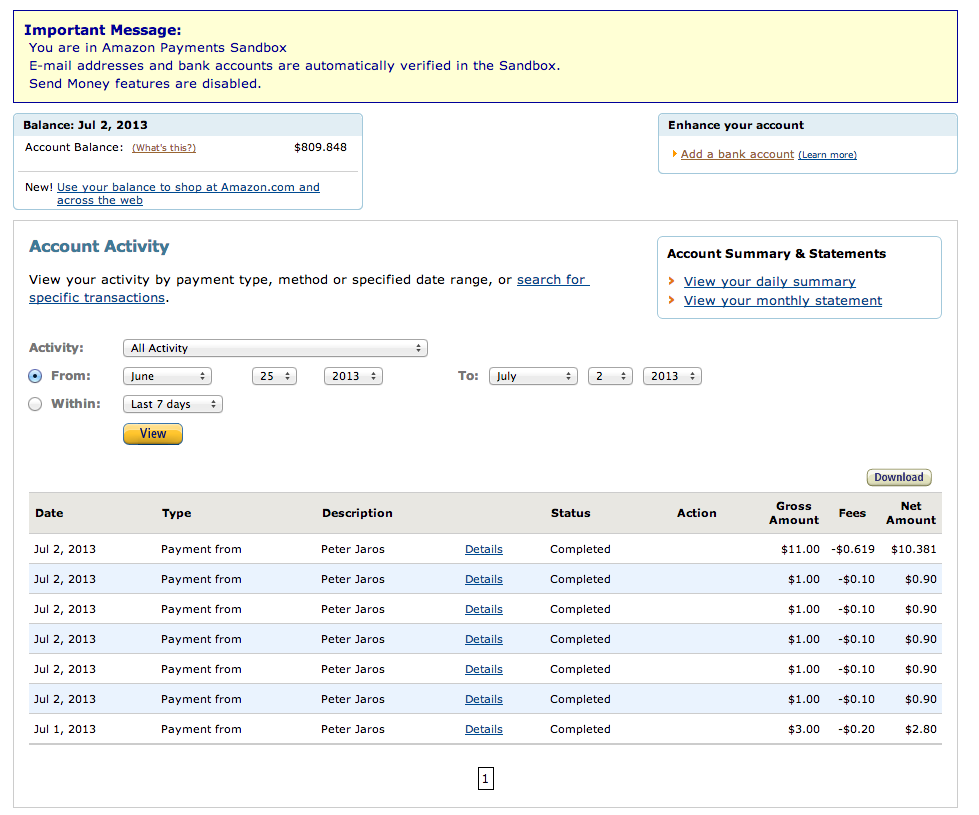 Important Message:
You are in Amazon Payments Sandbox
E-mail addresses and bank accounts are automatically verified in the Sandbox.
Send Money features are disabled.
Balance: Jul 2, 2013
Account Balance: (What's this?) $809.848
New! Use your balance to shop at Amazon.com and
across the web
Enhance your account
Add a bank account (Learn more)
Account Activity
View your activity by payment type, method or specified date range, or search for
specific transactions.
Account Summary & Statements
View your daily summary
View your monthly statement
Activity: All Activity
From: June 25 2013 To: July 2 2013
Within: Last 7 days
View
Download
Date Type Description Status Action Gross Amount Fees Net Amount
Jul 2, 2013 Payment from Peter Jaros Details Completed $11.00 -$0.619 $10.381
Jul 2, 2013 Payment from Peter Jaros Details Completed $1.00 -$0.10 $0.90
Jul 2, 2013 Payment from Peter Jaros Details Completed $1.00 -$0.10 $0.90
Jul 2, 2013 Payment from Peter Jaros Details Completed $1.00 -$0.10 $0.90
Jul 2, 2013 Payment from Peter Jaros Details Completed $1.00 -$0.10 $0.90
Jul 2, 2013 Payment from Peter Jaros Details Completed $1.00 -$0.10 $0.90
Jul 1, 2013 Payment from Peter Jaros Details Completed $3.00 -$0.20 $2.80
1